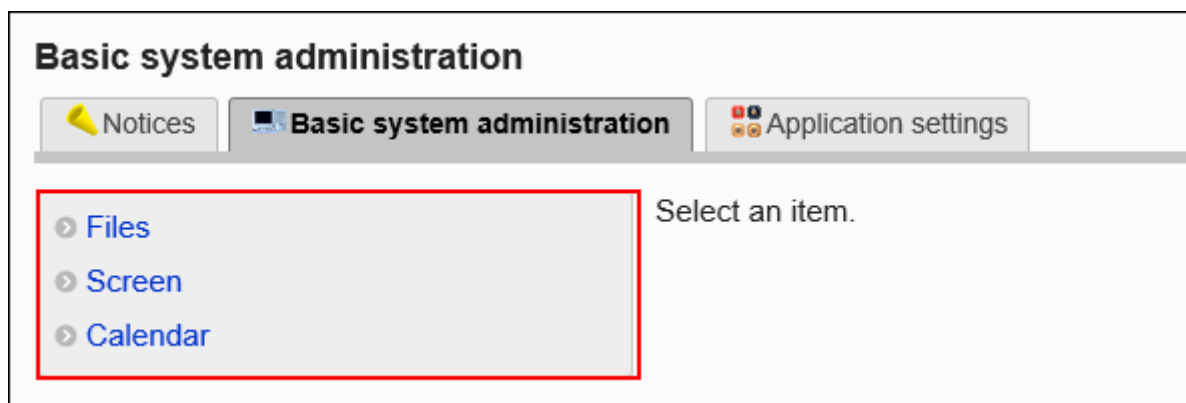 Basic system administration
Notices Basic system administration Application settings
Files
Select an item.
Screen
Calendar